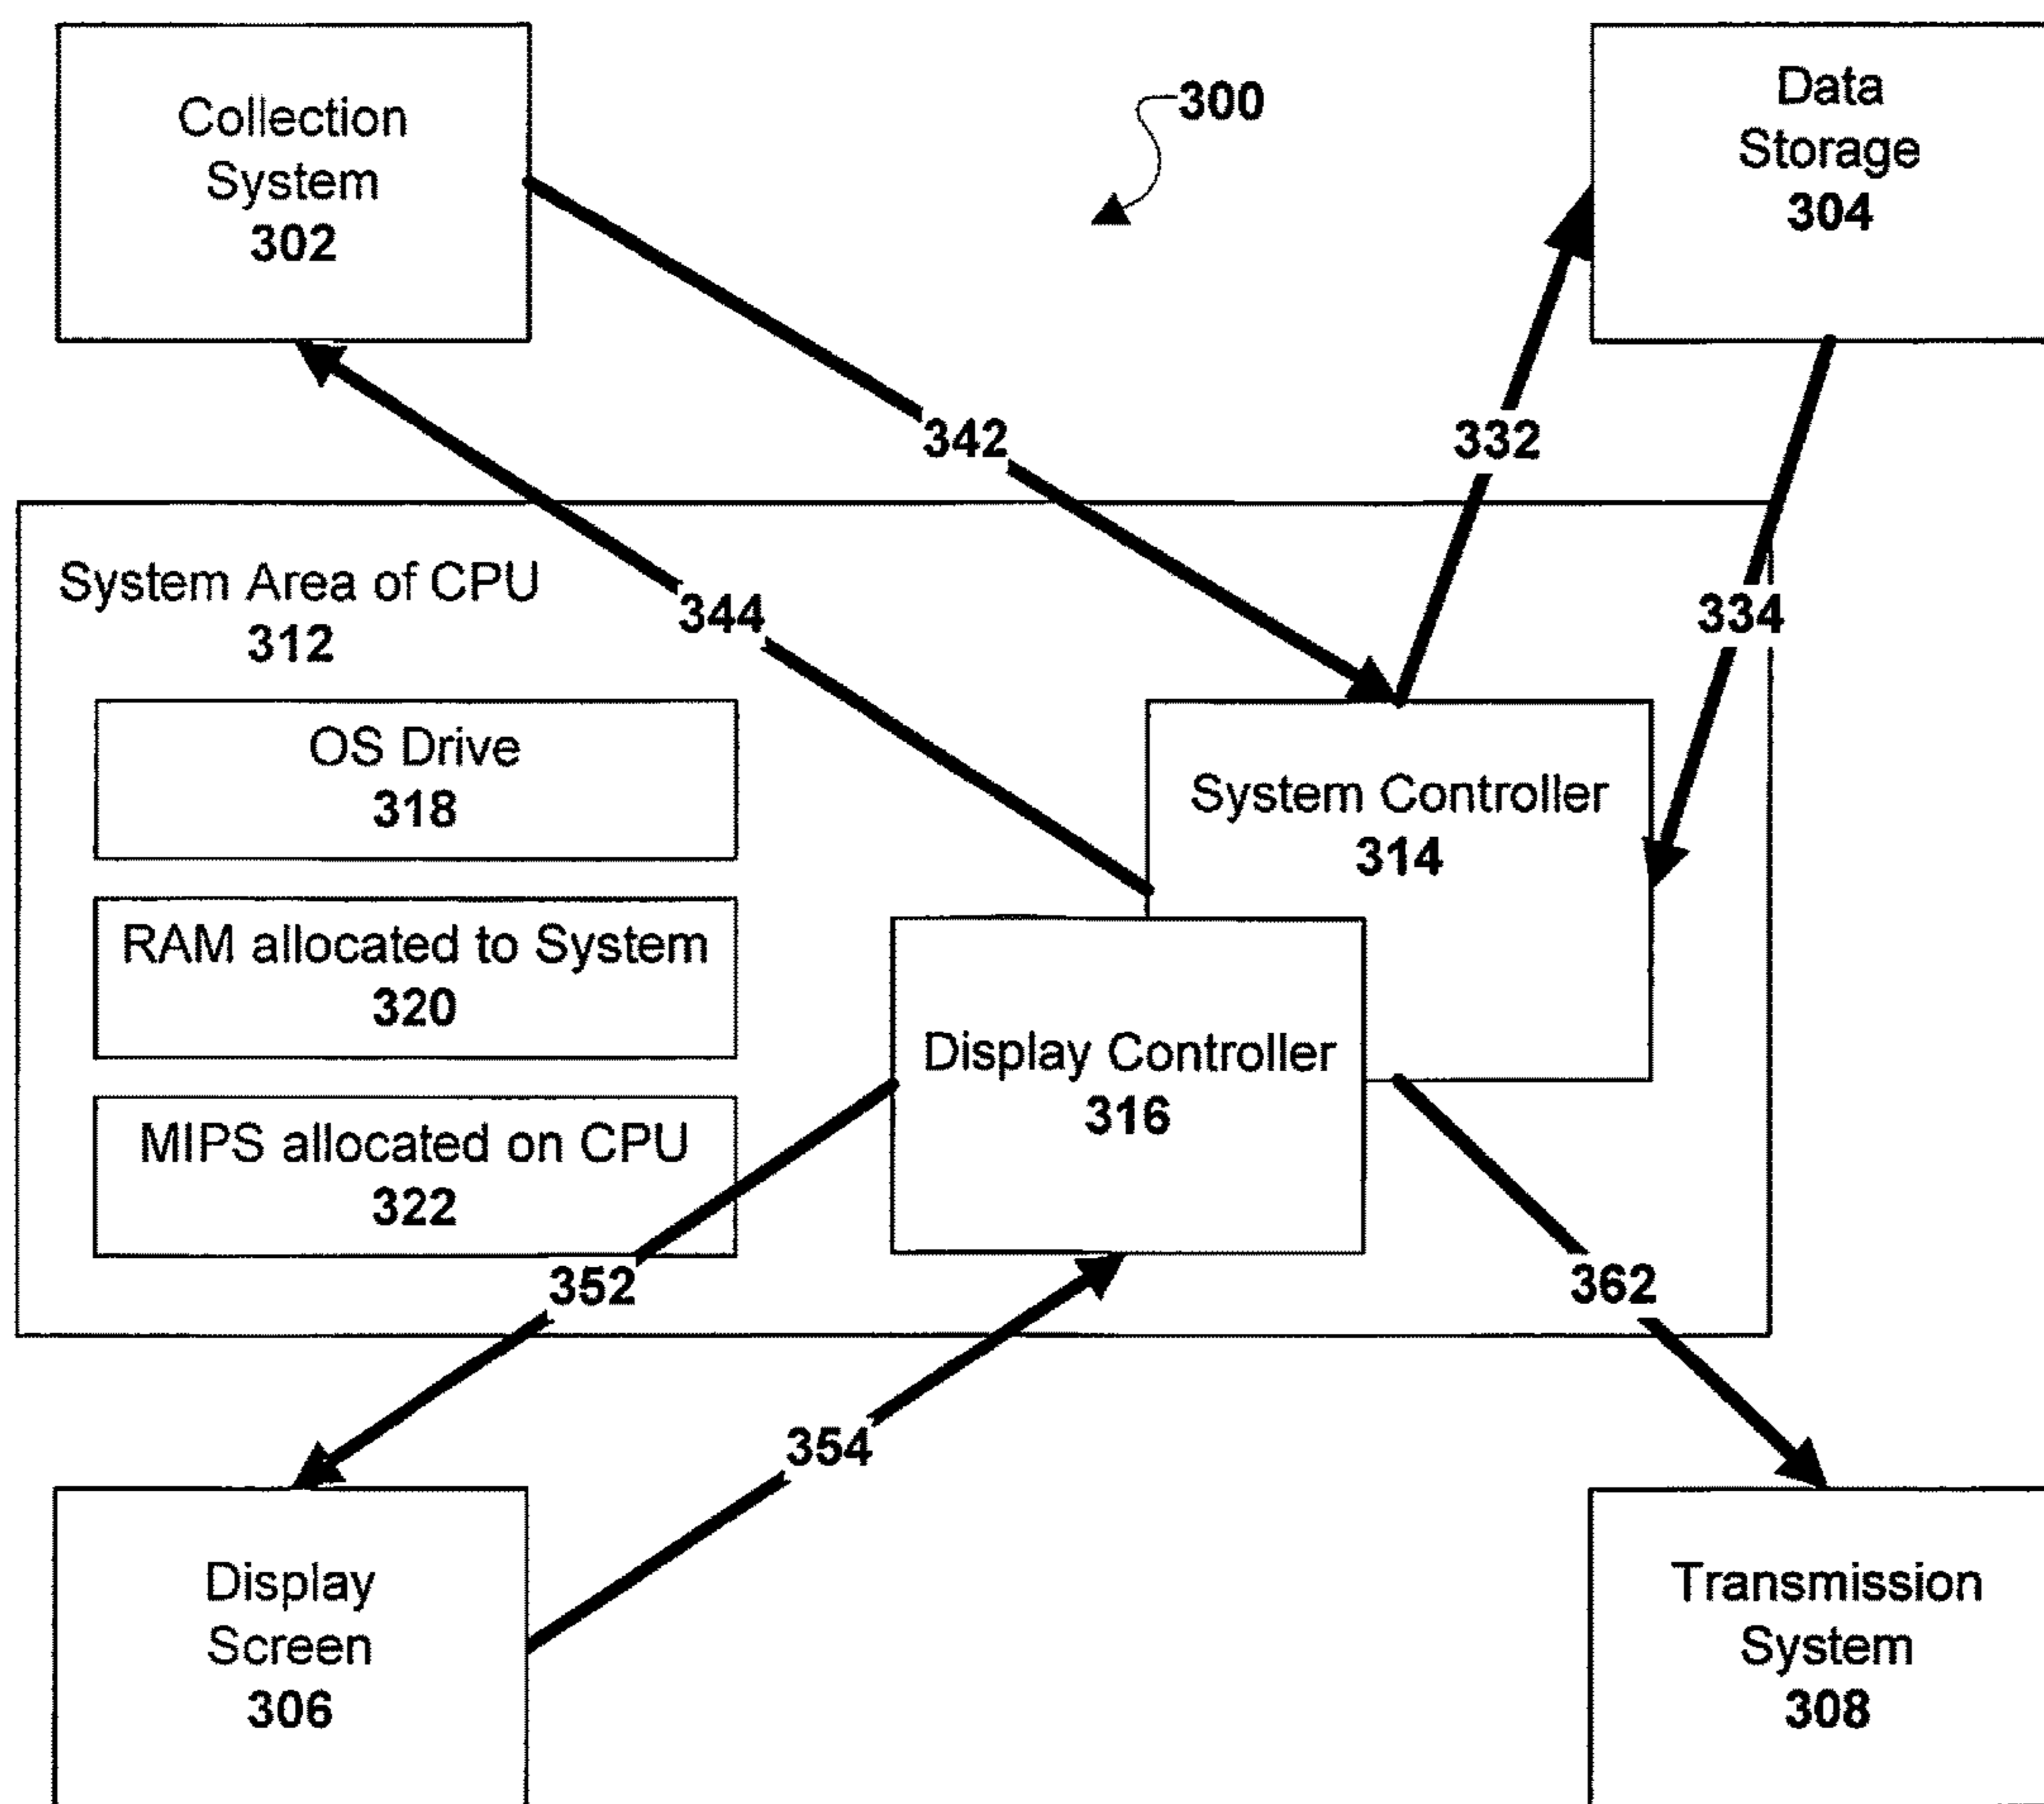 Collection
System
302
300
Data
Storage
304
342
332
System Area of CPU
312
344
334
OS Drive
318
System Controller
314
RAM allocated to System
320
Display Controller
316
MIPS allocated on CPU
322
352
362
354
Display
Screen
306
Transmission
System
308